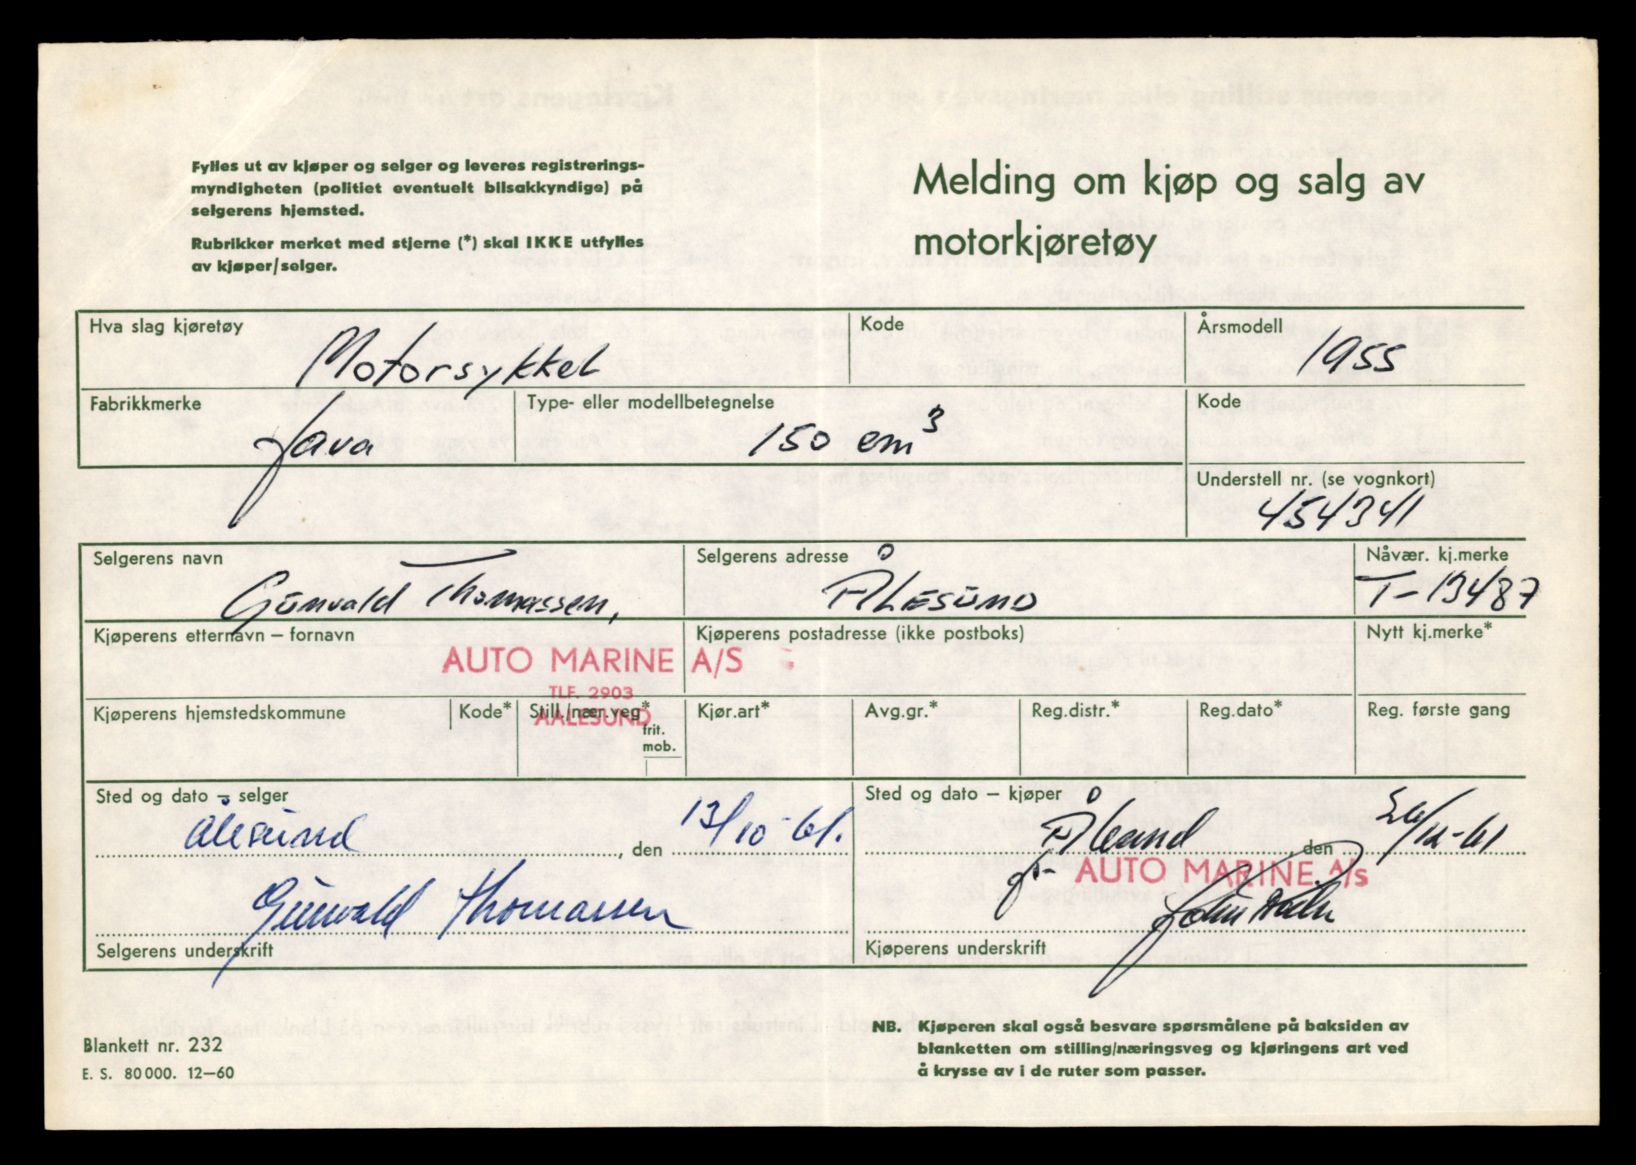 Fylles ut av kjøper og selger og leveres registrerings-
myndigheten (politiet eventuelt bilsakkyndige) på
selgerens hjemsted.
Rubrikker merket med stjerne (*) skal IKKE utfylles
av kjøper/selger.
Melding om kjøp og salg av
motorkjøretøy
Hva slag kjøretøy
Motorsykkel
Kode
Årsmodell
1955
Fabrikkmerke
Java
Type- eller modellbetegnelse
150 cm³
Kode
Understell nr. (se vognkort)
454341
Selgerens navn
Gunvald Thomassen,
Selgerens adresse
ÅLESUND
Nåvær. kj.merke
T-13487
Kjøperens etternavn – fornavn
Kjøperens postadresse (ikke postboks)
Nytt kj.merke*
AUTO MARINE A/S
TLF. 2903
AALESUND
Kjøperens hjemstedskommune
Kode*
Still./nær.veg*
frit.
mob.
Kjør.art*
Avg.gr.*
Reg.distr.*
Reg.dato*
Reg. første gang
Sted og dato – selger
Ålesund, den 13/10-61.
Gunvald Thomassen
Selgerens underskrift
Sted og dato – kjøper
Ålesund den
AUTO MARINE A/S
Kjøperens underskrift
Blankett nr. 232
E. S. 80 000. 12–60
NB. Kjøperen skal også besvare spørsmålene på baksiden av
blanketten om stilling/næringsveg og kjøringens art ved
å krysse av i de ruter som passer.